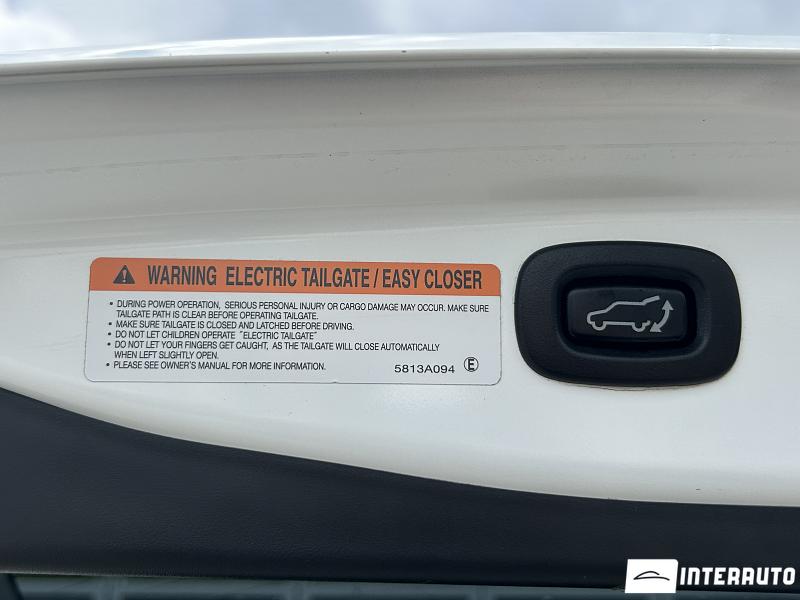 WARNING ELECTRIC TAILGATE / EASY CLOSER
• DURING POWER OPERATION, SERIOUS PERSONAL INJURY OR CARGO DAMAGE MAY OCCUR. MAKE SURE
TAILGATE PATH IS CLEAR BEFORE OPERATING TAILGATE.
• MAKE SURE TAILGATE IS CLOSED AND LATCHED BEFORE DRIVING.
• DO NOT LET CHILDREN OPERATE "ELECTRIC TAILGATE"
• DO NOT LET YOUR FINGERS GET CAUGHT, AS THE TAILGATE WILL CLOSE AUTOMATICALLY
WHEN LEFT SLIGHTLY OPEN.
• PLEASE SEE OWNER'S MANUAL FOR MORE INFORMATION.
5813A094 Ⓔ
INTERAUTO